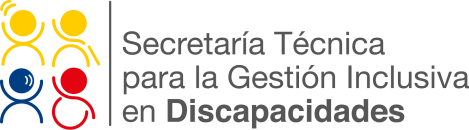 Secretaría Técnica
para la Gestión Inclusiva
en Discapacidades